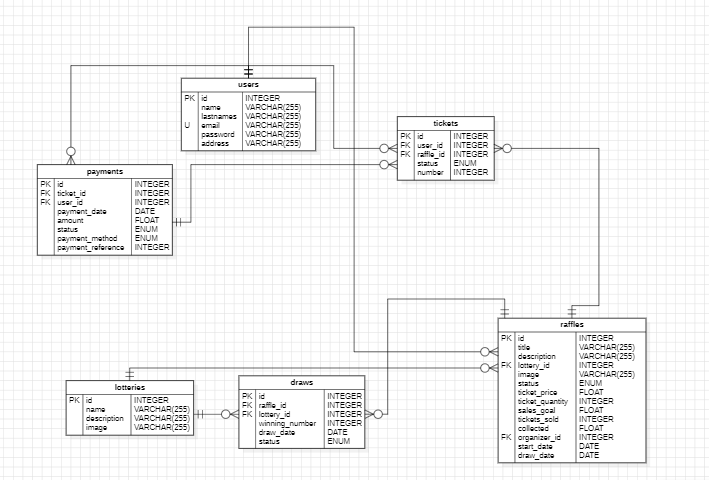 users
PK id INTEGER
name VARCHAR(255)
lastnames VARCHAR(255)
U email VARCHAR(255)
password VARCHAR(255)
address VARCHAR(255)
tickets
PK id INTEGER
FK user_id INTEGER
FK raffle_id INTEGER
status ENUM
number INTEGER
payments
PK id INTEGER
FK ticket_id INTEGER
FK user_id INTEGER
payment_date DATE
amount FLOAT
status ENUM
payment_method ENUM
payment_reference INTEGER
raffles
PK id INTEGER
title VARCHAR(255)
description VARCHAR(255)
FK lottery_id INTEGER
image VARCHAR(255)
status ENUM
ticket_price FLOAT
ticket_quantity INTEGER
sales_goal FLOAT
tickets_sold INTEGER
collected FLOAT
FK organizer_id INTEGER
start_date DATE
draw_date DATE
lotteries
PK id INTEGER
name VARCHAR(255)
description VARCHAR(255)
image VARCHAR(255)
draws
PK id INTEGER
FK raffle_id INTEGER
FK lottery_id INTEGER
winning_number INTEGER
draw_date DATE
status ENUM